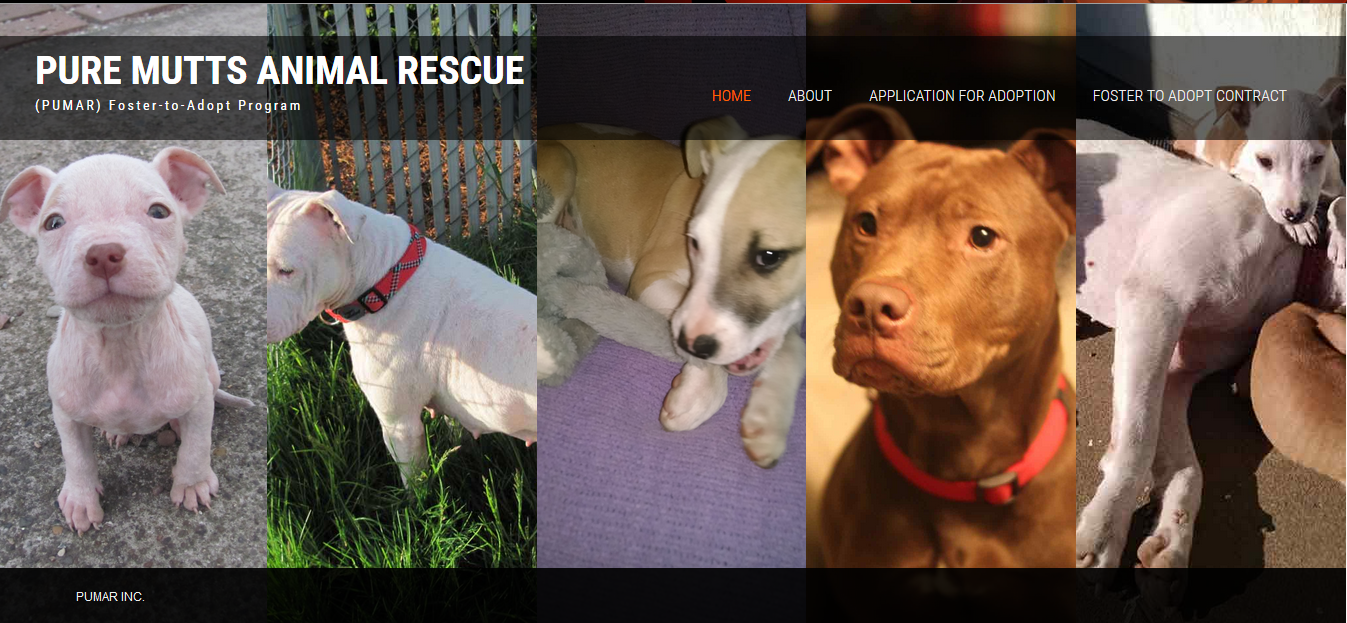 PURE MUTTS ANIMAL RESCUE
(PUMAR) Foster-to-Adopt Program
HOME ABOUT APPLICATION FOR ADOPTION FOSTER TO ADOPT CONTRACT
PUMAR INC.